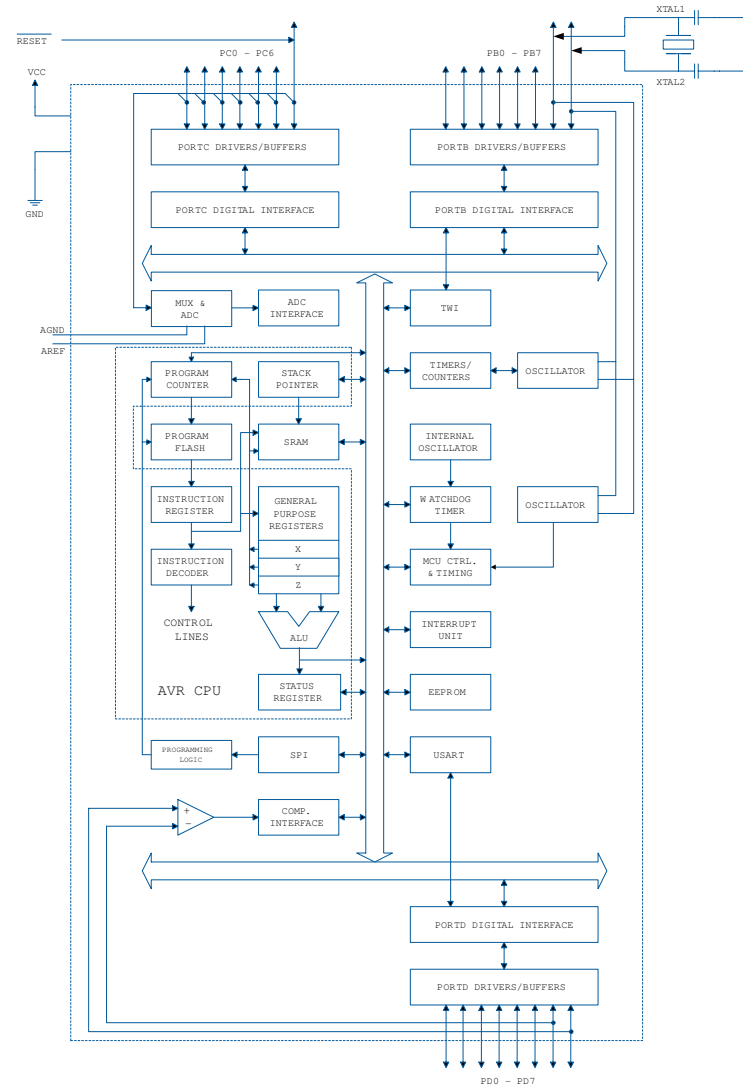 XTAL1
RESET
PC0 - PC6
PB0 - PB7
VCC
XTAL2
PORTC DRIVERS/BUFFERS
PORTB DRIVERS/BUFFERS
PORTC DIGITAL INTERFACE
PORTB DIGITAL INTERFACE
GND
MUX &
ADC
ADC
INTERFACE
TWI
AGND
AREF
PROGRAM
COUNTER
STACK
POINTER
TIMERS/
COUNTERS
OSCILLATOR
PROGRAM
FLASH
SRAM
INTERNAL
OSCILLATOR
INSTRUCTION
REGISTER
GENERAL
PURPOSE
REGISTERS
X
Y
Z
WATCHDOG
TIMER
OSCILLATOR
INSTRUCTION
DECODER
MCU CTRL.
& TIMING
CONTROL
LINES
ALU
INTERRUPT
UNIT
AVR CPU
STATUS
REGISTER
EEPROM
PROGRAMMING
LOGIC
SPI
USART
+
-
COMP.
INTERFACE
PORTD DIGITAL INTERFACE
PORTD DRIVERS/BUFFERS
PD0 - PD7